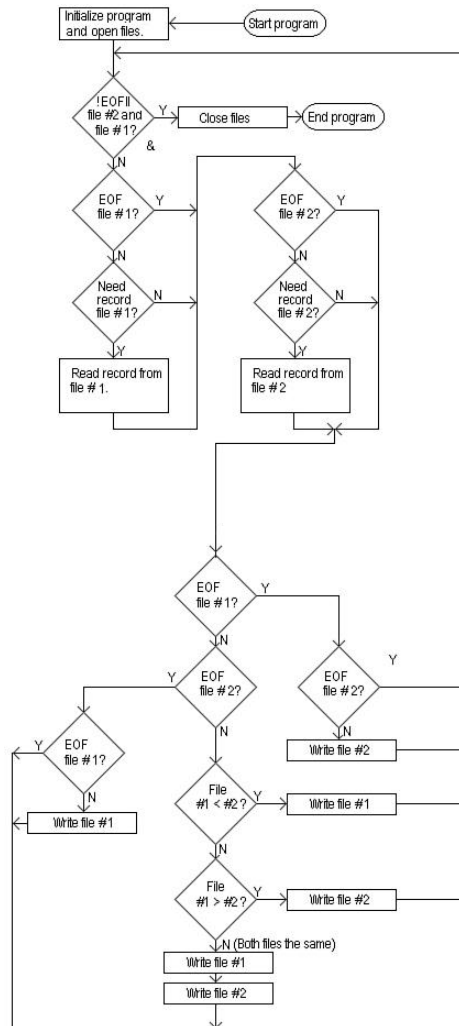 Initialize program
and open files.
Start program
!EOF||
file #2 and
file #1?
Y
Close files
End program
&
N
EOF
file #1?
Y
EOF
file #2?
Y
N
N
Need
record
file #1?
N
Need
record
file #2?
N
Y
Y
Read record from
file #1.
Read record from
file #2
EOF
file #1?
Y
N
Y
EOF
file #2?
EOF
file #2?
Y
N
N
Write file #2
Y
EOF
file #1?
N
Write file #1
File
#1 < #2?
Y
Write file #1
N
File
#1 > #2?
Y
Write file #2
N (Both files the same)
Write file #1
Write file #2